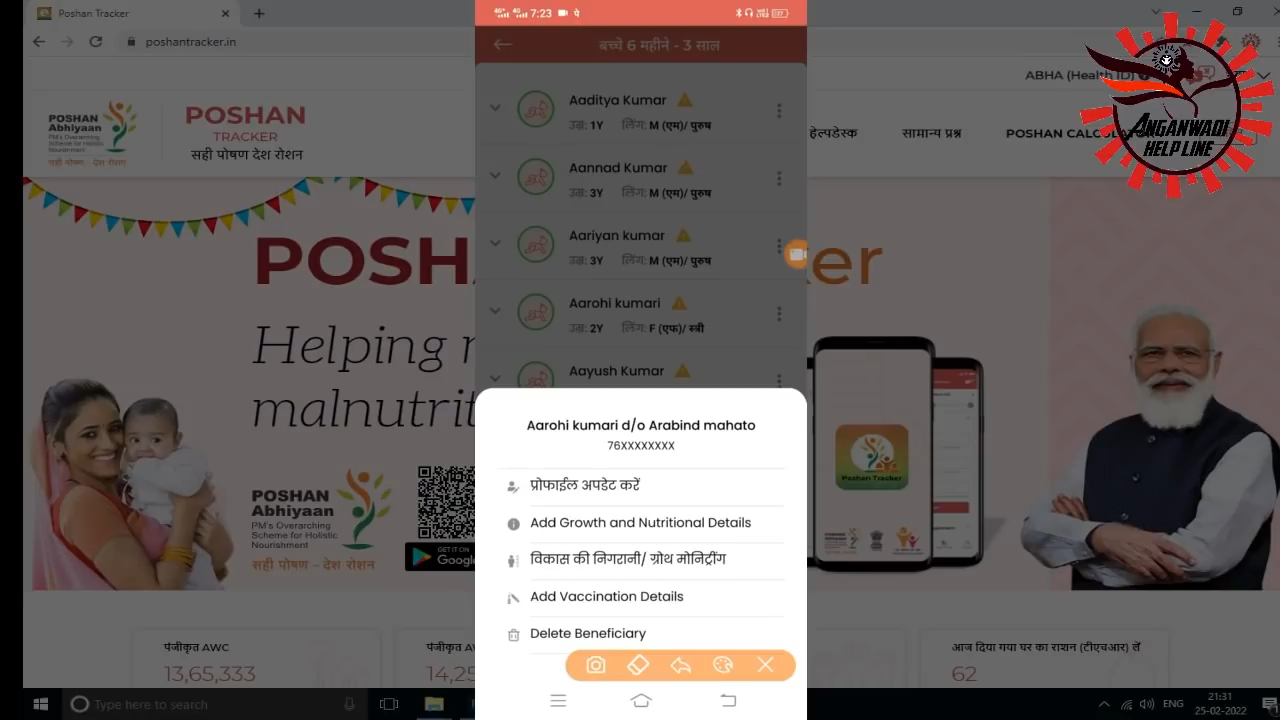 Poshan Tracker
poshantracker.in
ABHA (Health ID)
POSHAN
Abhiyaan
PM's Overarching
Scheme for Holistic
Nourishment
सही पोषण - देश रोशन
POSHAN
TRACKER
सही पोषण देश रोशन
हेल्पडेस्क
सामान्य प्रश्न
POSHAN CALCULATO
ANGANWADI
HELP LINE
4G+ 4G 7:23
बच्चे 6 महीने - 3 साल
Aaditya Kumar
उम्र: 1Y लिंग: M (एम)/ पुरुष
Aannad Kumar
उम्र: 3Y लिंग: M (एम)/ पुरुष
Aariyan kumar
उम्र: 3Y लिंग: M (एम)/ पुरुष
Aarohi kumari
उम्र: 2Y लिंग: F (एफ)/ स्त्री
Aayush Kumar
Aarohi kumari d/o Arabind mahato
76XXXXXXXX
प्रोफाईल अपडेट करें
Add Growth and Nutritional Details
विकास की निगरानी/ ग्रोथ मोनिट्रींग
Add Vaccination Details
Delete Beneficiary
POSH
ker
Helping
malnutrit
POSHAN
Abhiyaan
PM's Overarching
Scheme for Holistic
Nourishment
सही पोषण - देश रोशन
GET IT ON
Google
Poshan Tracker
पंजीकृत AWC
13,65,333
पंजीकृत AW
14,25
आज दिया गया घर का राशन (टीएचआर) लें
62
Type here to search
ENG
21:31
25-02-2022